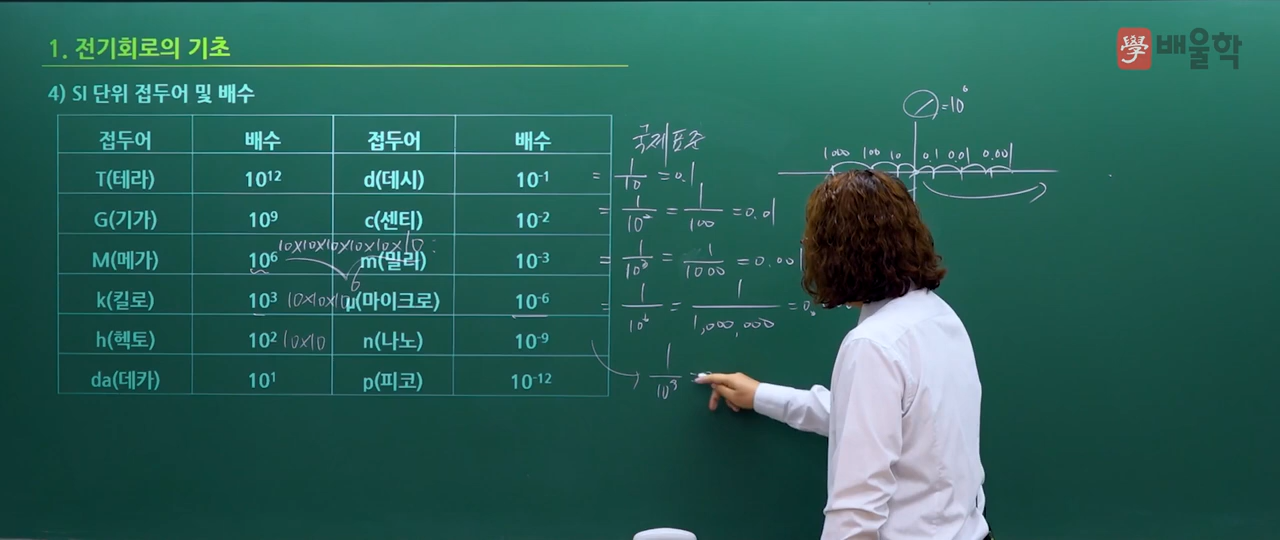 1. 전기회로의 기초
學 배울학
4) SI 단위 접두어 및 배수
접두어 배수 접두어 배수
T(테라) 10¹² d(데시) 10⁻¹
G(기가) 10⁹ c(센티) 10⁻²
M(메가) 10⁶ m(밀리) 10⁻³
k(킬로) 10³ μ(마이크로) 10⁻⁶
h(헥토) 10² n(나노) 10⁻⁹
da(데카) 10¹ p(피코) 10⁻¹²
10×10×10×10×10×10
10×10×10
10×10
국제표준
= 1/10 = 0.1
= 1/10² = 1/100 = 0.01
= 1/10³ = 1/1000 = 0.001
= 1/10⁶ = 1/1,000,000 = 0.
= 10⁶
1000 100 10 0.1 0.01 0.001